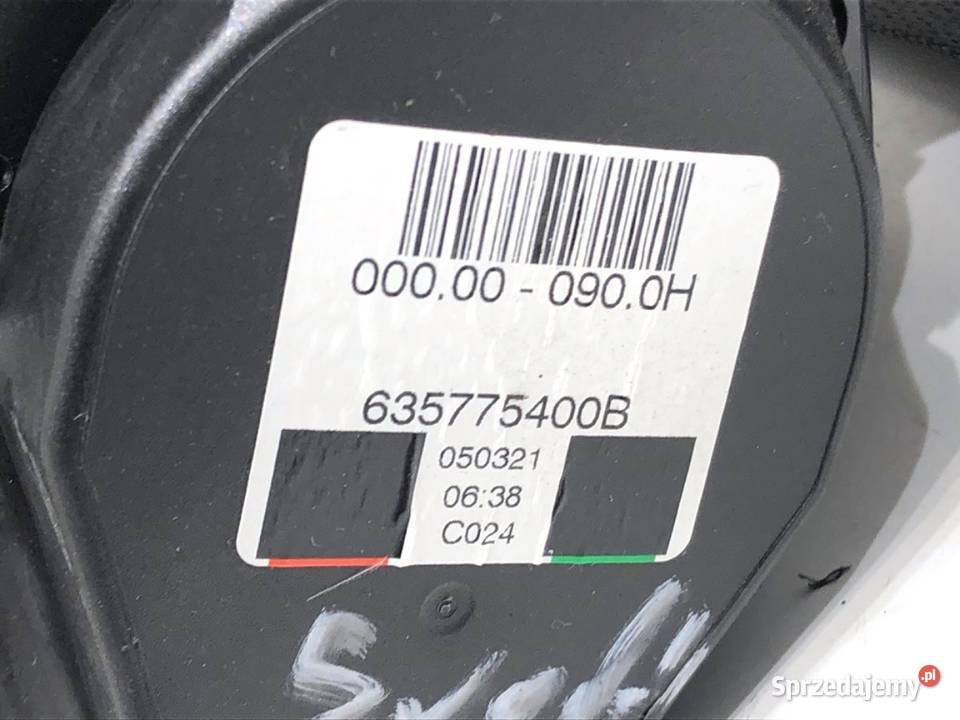 000.00 - 090.0H
635775400B
050321
06:38
C024
Sprzedajemy.pl